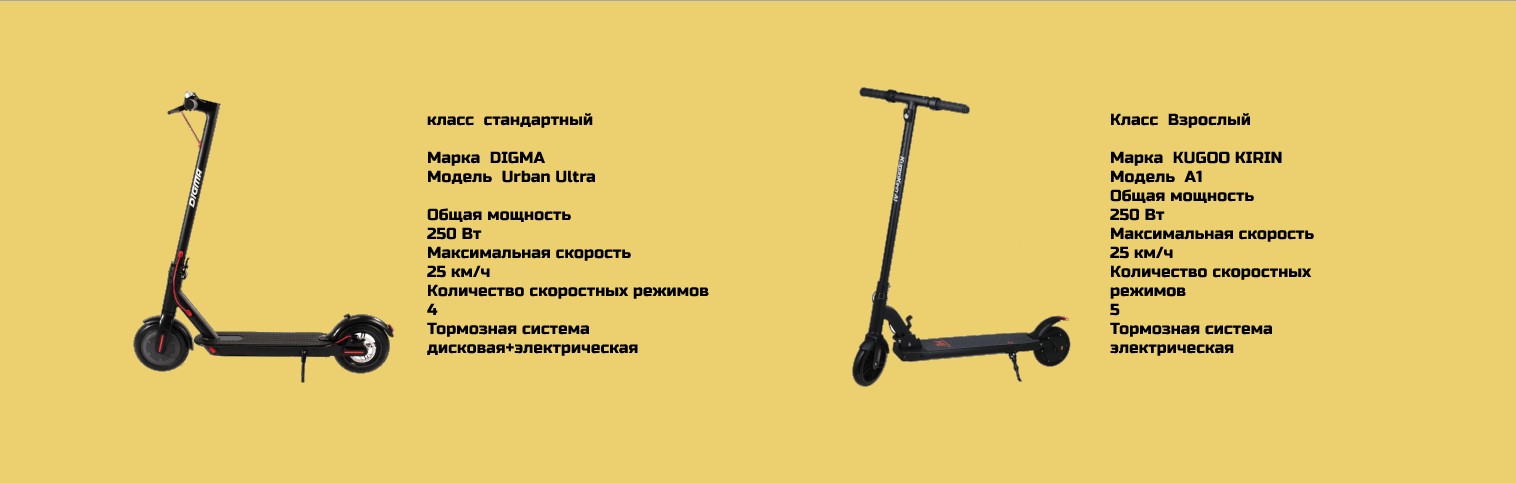 DIGMA
класс стандартный
Марка DIGMA
Модель Urban Ultra
Общая мощность
250 Вт
Максимальная скорость
25 км/ч
Количество скоростных режимов
4
Тормозная система
дисковая+электрическая
Класс Взрослый
Марка KUGOO KIRIN
Модель A1
Общая мощность
250 Вт
Максимальная скорость
25 км/ч
Количество скоростных
режимов
5
Тормозная система
электрическая